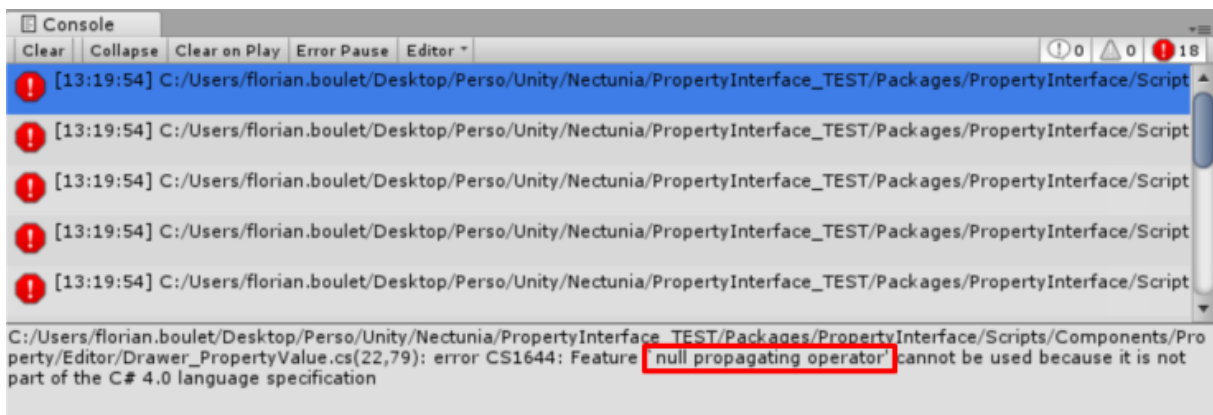 Console
Clear Collapse Clear on Play Error Pause Editor 0 0 18
[13:19:54] C:/Users/florian.boulet/Desktop/Perso/Unity/Nectunia/PropertyInterface_TEST/Packages/PropertyInterface/Script
[13:19:54] C:/Users/florian.boulet/Desktop/Perso/Unity/Nectunia/PropertyInterface_TEST/Packages/PropertyInterface/Script
[13:19:54] C:/Users/florian.boulet/Desktop/Perso/Unity/Nectunia/PropertyInterface_TEST/Packages/PropertyInterface/Script
[13:19:54] C:/Users/florian.boulet/Desktop/Perso/Unity/Nectunia/PropertyInterface_TEST/Packages/PropertyInterface/Script
[13:19:54] C:/Users/florian.boulet/Desktop/Perso/Unity/Nectunia/PropertyInterface_TEST/Packages/PropertyInterface/Script
C:/Users/florian.boulet/Desktop/Perso/Unity/Nectunia/PropertyInterface_TEST/Packages/PropertyInterface/Scripts/Components/Pro
perty/Editor/Drawer_PropertyValue.cs(22,79): error CS1644: Feature `null propagating operator' cannot be used because it is not
part of the C# 4.0 language specification